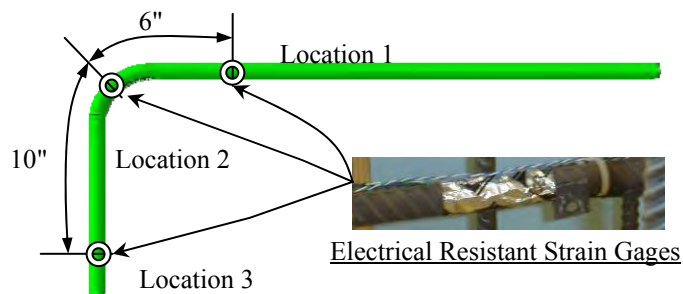 6"
Location 1
10"
Location 2
Electrical Resistant Strain Gages
Location 3